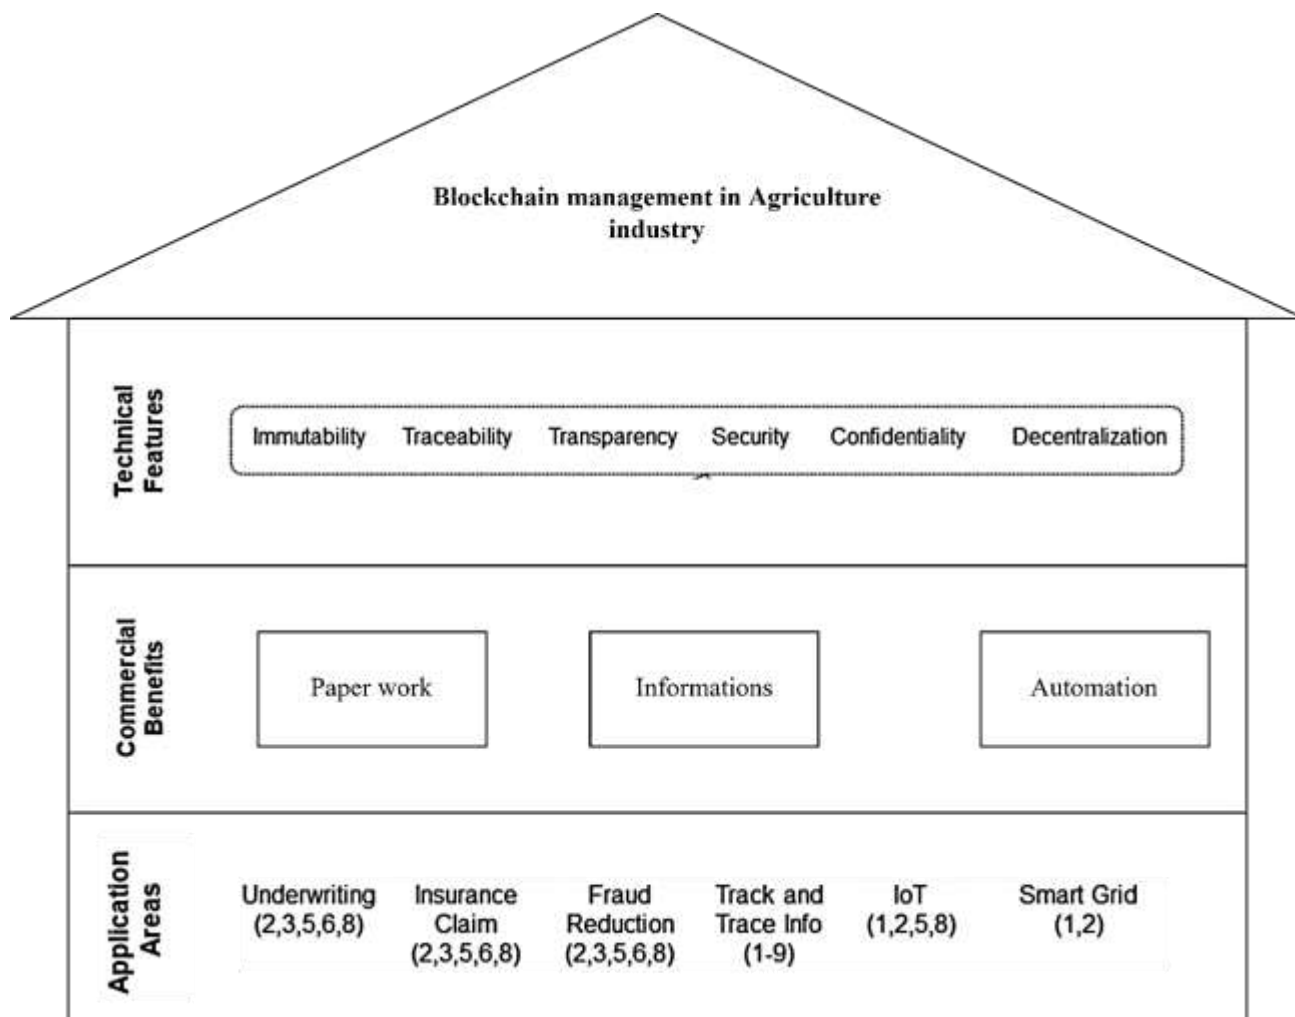 Blockchain management in Agriculture
industry
Technical
Features
Immutability Traceability Transparency Security Confidentiality Decentralization
Commercial
Benefits
Paper work
Informations
Automation
Application
Areas
Underwriting
(2,3,5,6,8)
Insurance
Claim
(2,3,5,6,8)
Fraud
Reduction
(2,3,5,6,8)
Track and
Trace Info
(1-9)
IoT
(1,2,5,8)
Smart Grid
(1,2)